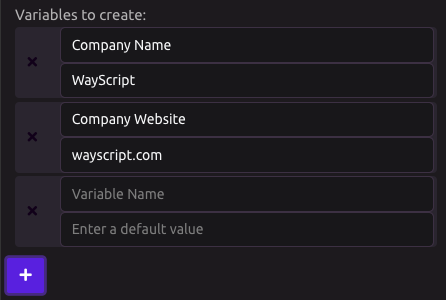 Variables to create:
Company Name
WayScript
Company Website
wayscript.com
Variable Name
Enter a default value